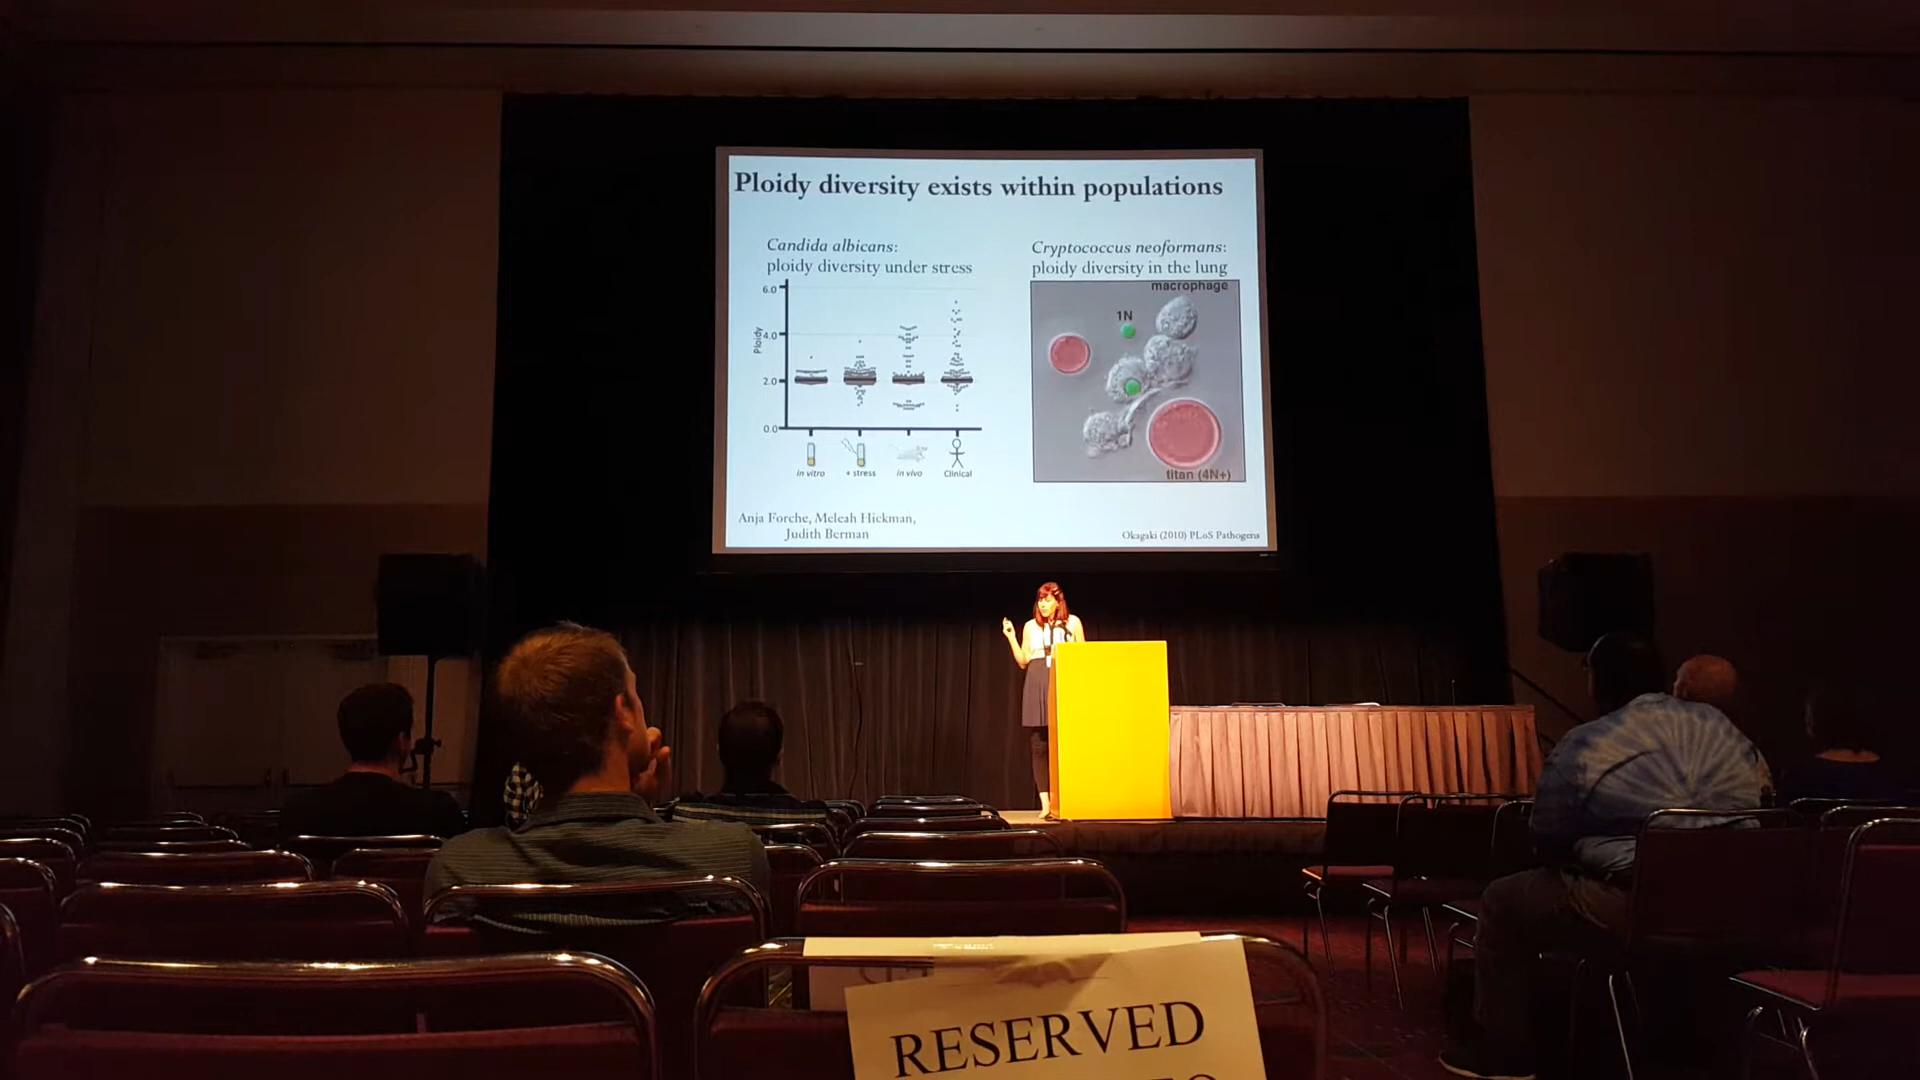 Ploidy diversity exists within populations
Candida albicans:
ploidy diversity under stress
6.0
4.0
2.0
0.0
Ploidy
in vitro
+ stress
in vivo
Clinical
Anja Forche, Meleah Hickman,
Judith Berman
Cryptococcus neoformans:
ploidy diversity in the lung
macrophage
1N
titan (4N+)
Okagaki (2010) PLoS Pathogens
RESERVED